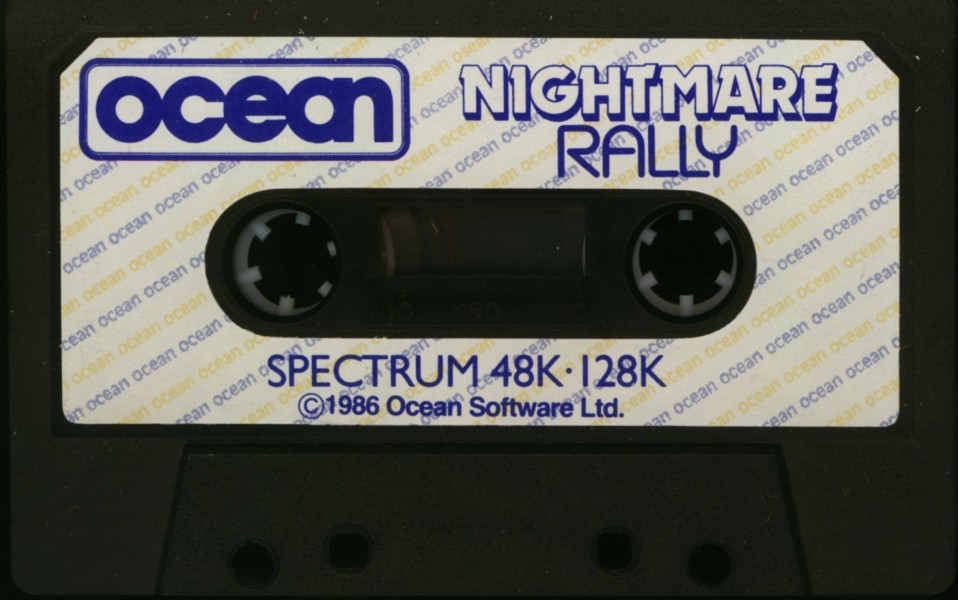 ocean
NIGHTMARE
RALLY
SPECTRUM 48K·128K
©1986 Ocean Software Ltd.